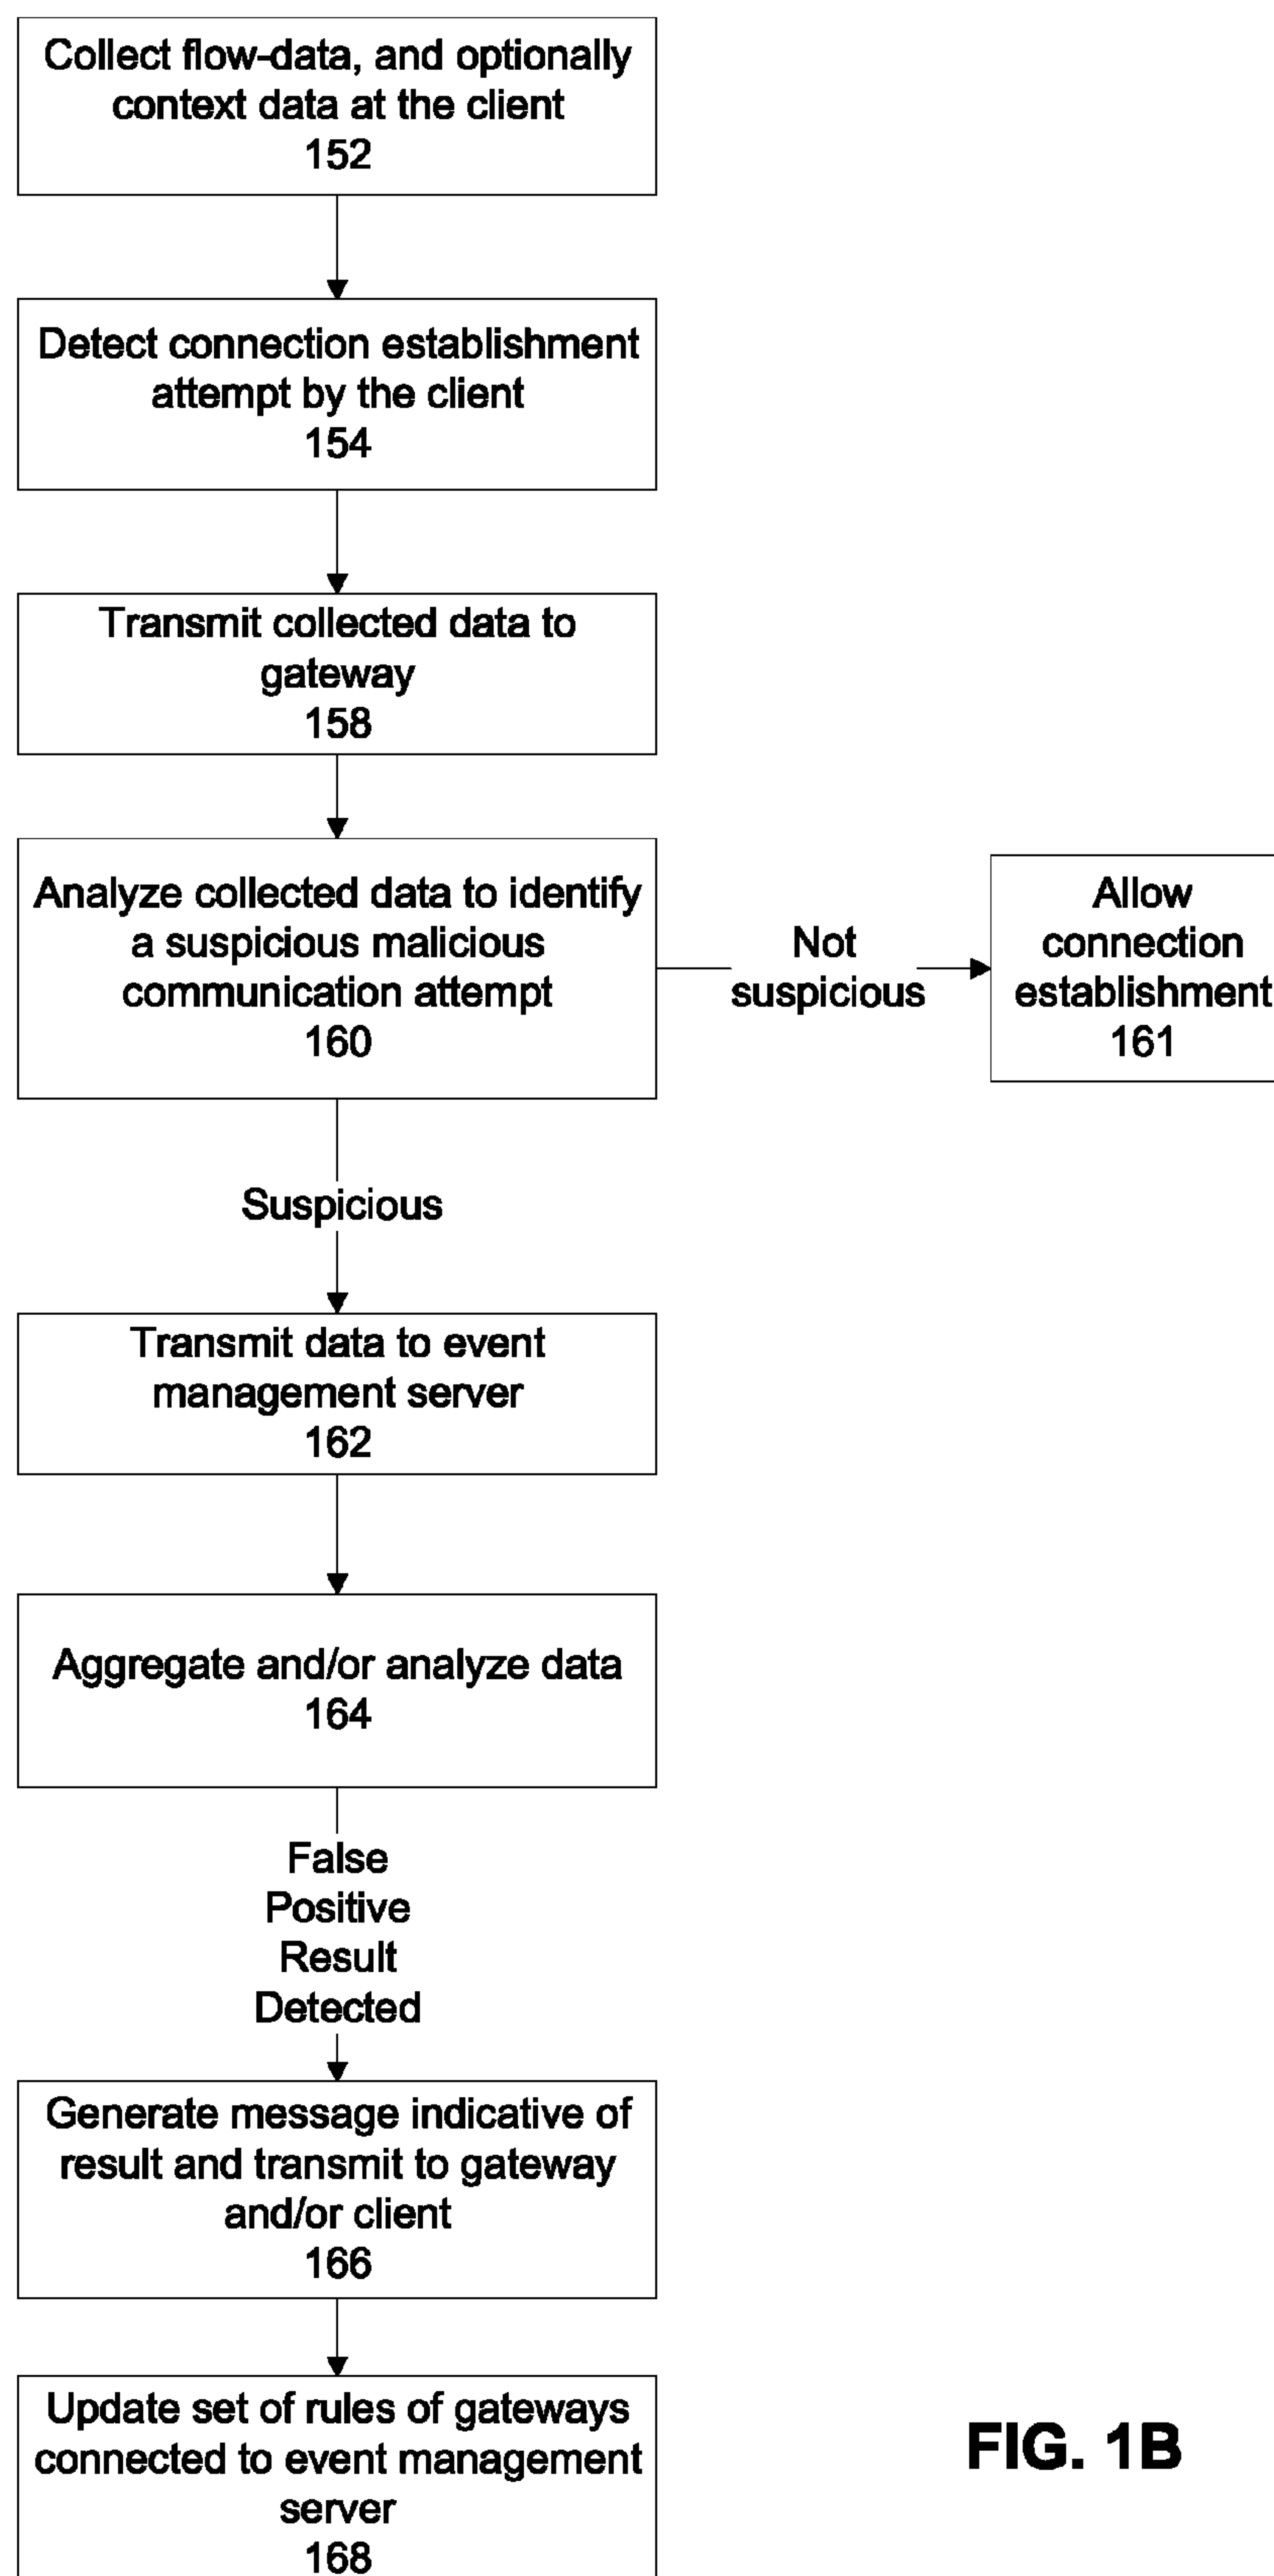 Collect flow-data, and optionally
context data at the client
152
Detect connection establishment
attempt by the client
154
Transmit collected data to
gateway
158
Analyze collected data to identify
a suspicious malicious
communication attempt
160
Not
suspicious
Allow
connection
establishment
161
Suspicious
Transmit data to event
management server
162
Aggregate and/or analyze data
164
False
Positive
Result
Detected
Generate message indicative of
result and transmit to gateway
and/or client
166
Update set of rules of gateways
connected to event management
server
168
FIG. 1B